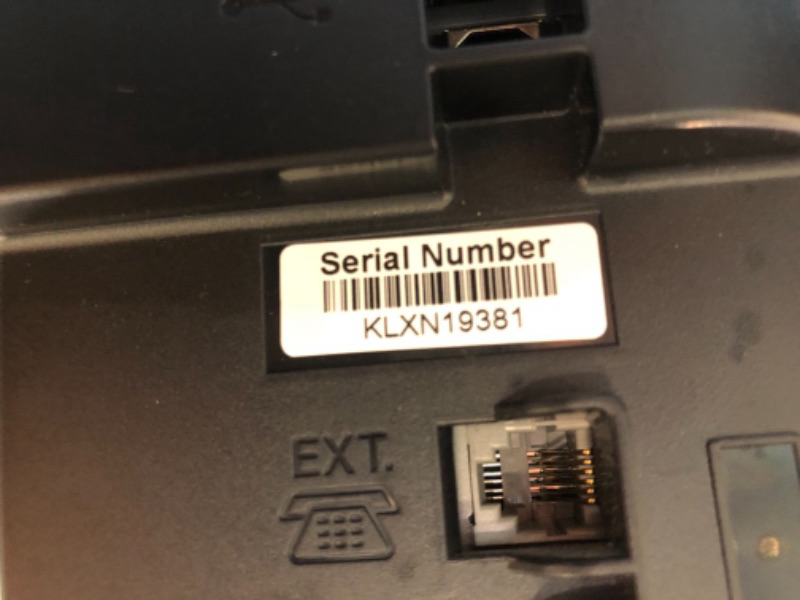 Serial Number
KLXN19381
EXT.